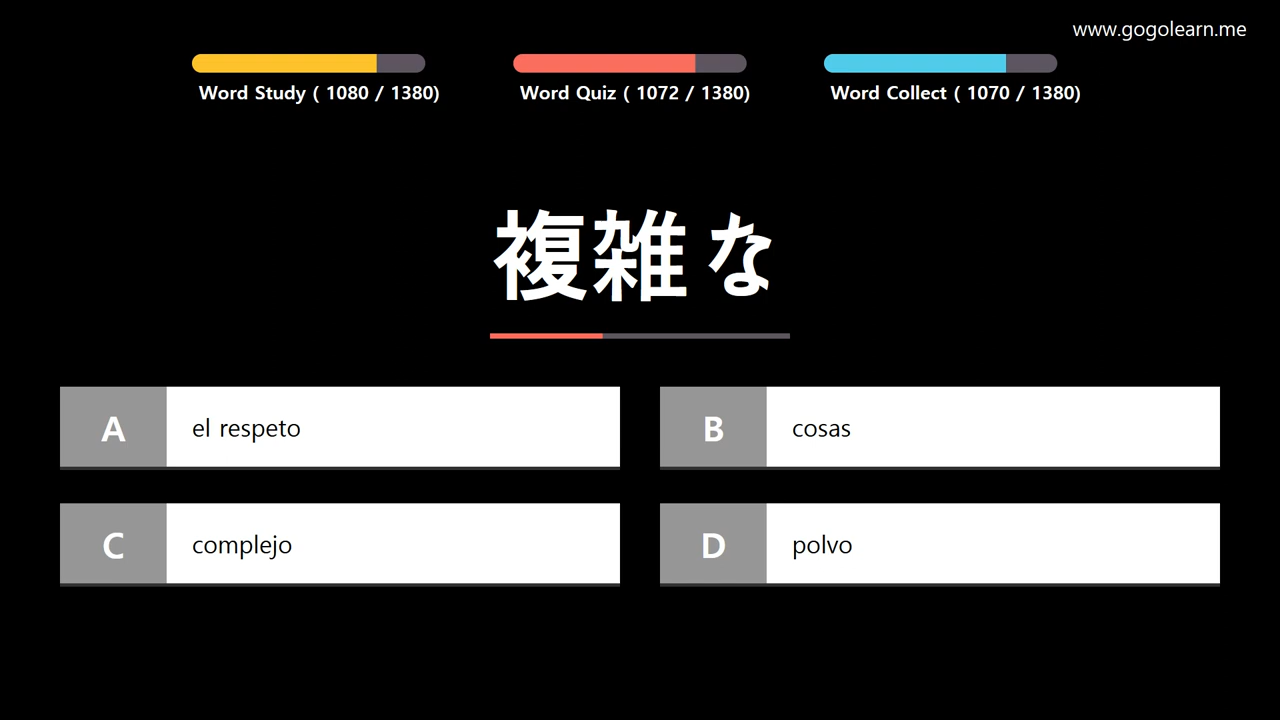 www.gogolearn.me
Word Study ( 1080 / 1380)
Word Quiz ( 1072 / 1380)
Word Collect ( 1070 / 1380)
複雑な
A el respeto
B cosas
C complejo
D polvo